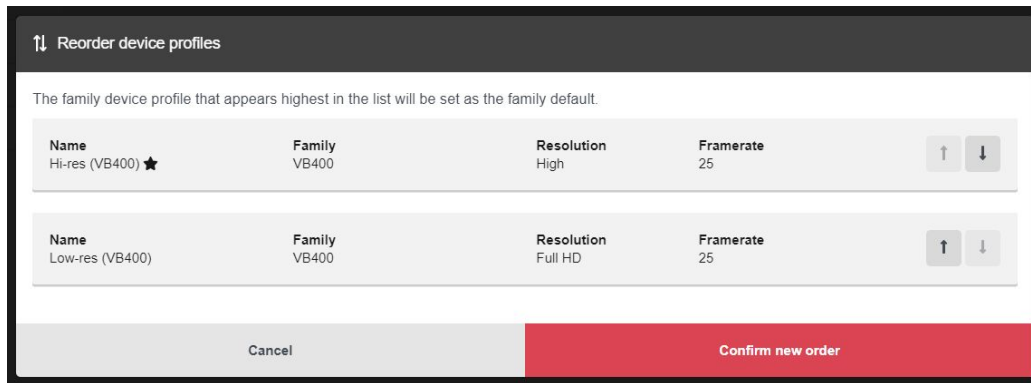 Reorder device profiles
The family device profile that appears highest in the list will be set as the family default.
Name Family Resolution Framerate
Hi-res (VB400) ★ VB400 High 25
Name Family Resolution Framerate
Low-res (VB400) VB400 Full HD 25
Cancel Confirm new order